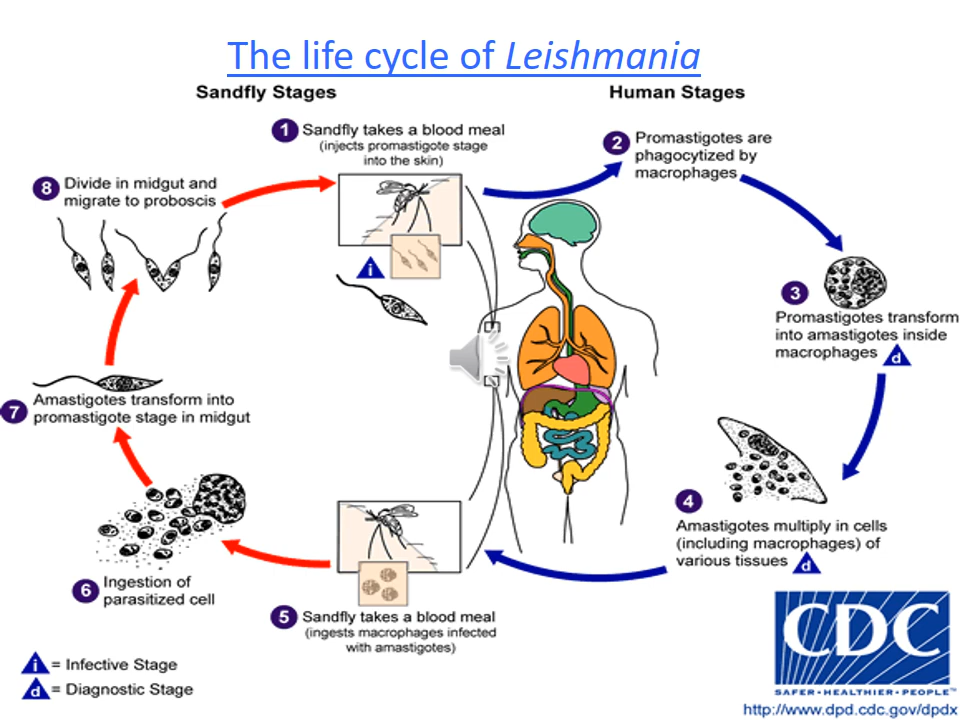 The life cycle of Leishmania
Sandfly Stages
Human Stages
1 Sandfly takes a blood meal
(injects promastigote stage
into the skin)
i
2 Promastigotes are
phagocytized by
macrophages
3
Promastigotes transform
into amastigotes inside
macrophages d
4
Amastigotes multiply in cells
(including macrophages) of
various tissues d
5 Sandfly takes a blood meal
(ingests macrophages infected
with amastigotes)
6 Ingestion of
parasitized cell
7 Amastigotes transform into
promastigote stage in midgut
8 Divide in midgut and
migrate to proboscis
i = Infective Stage
d = Diagnostic Stage
CDC
SAFER•HEALTHIER•PEOPLE™
http://www.dpd.cdc.gov/dpdx